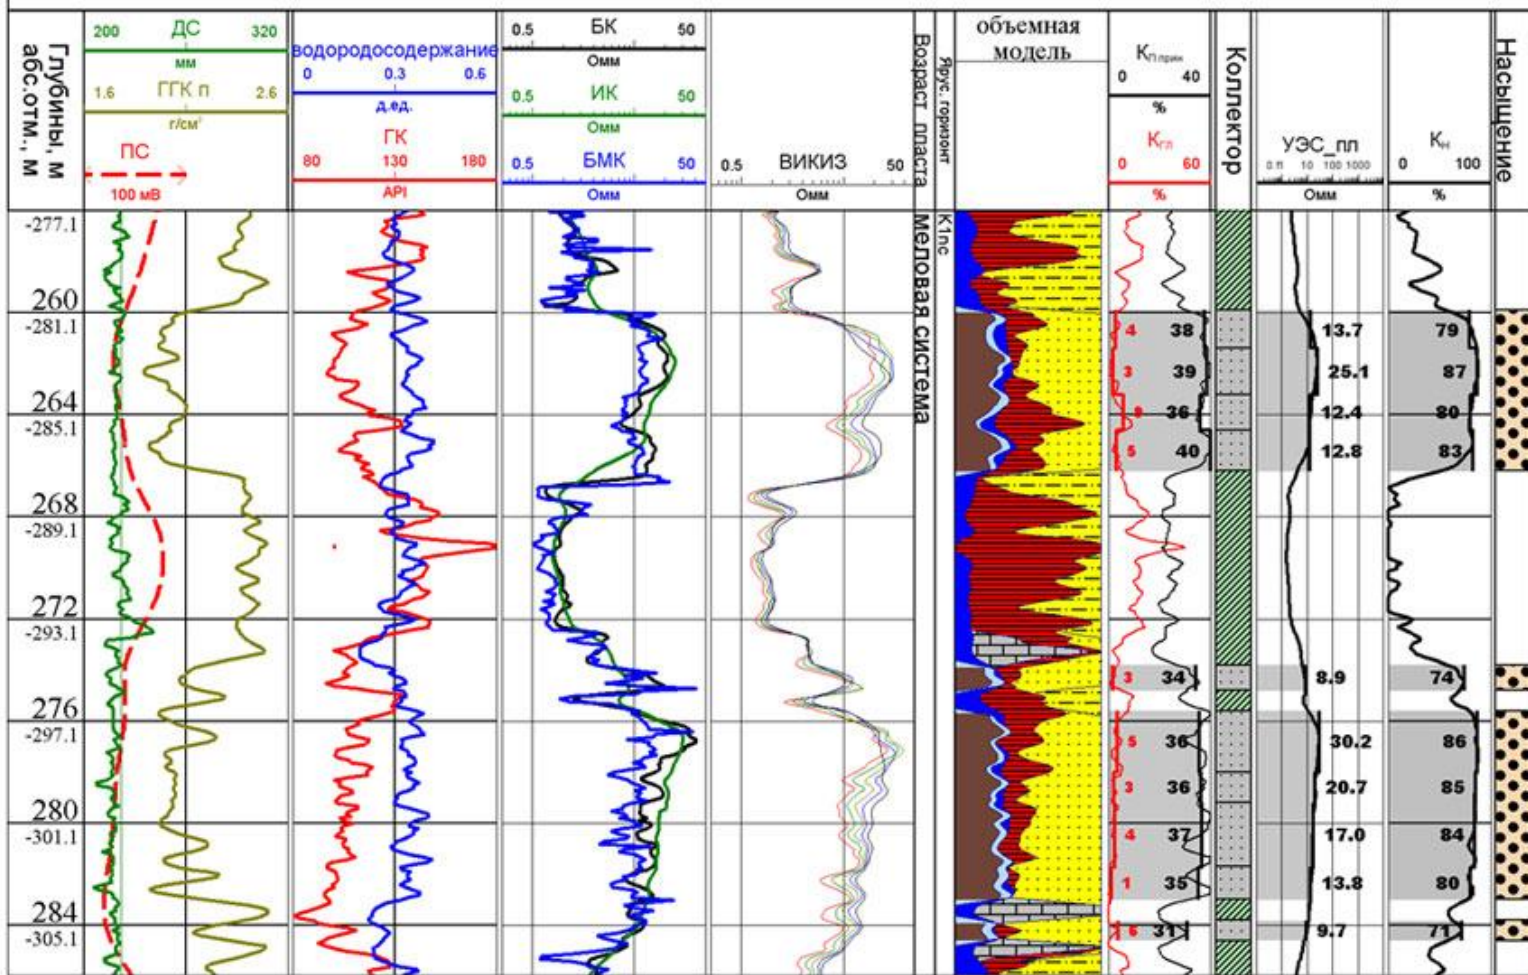 Глубины, м
абс.отм., м
200 ДС 320
мм
1.6 ГГК п 2.6
г/см³
ПС
100 мВ
водородосодержание
0 0.3 0.6
д.ед.
ГК
80 130 180
API
БК
0.5 50
Омм
ИК
0.5 50
Омм
БМК
0.5 50
Омм
ВИКИЗ
0.5 50
Омм
Возраст пласта
Ярус, горизонт
объемная
модель
Кп прии
0 40
%
Кгл
0 60
%
Коллектор
УЭС_пл
10 100 1000
Омм
Кн
0 100
%
Насыщение
меловая система
K1nc
-277.1
260
-281.1
4 38 13.7 79
3 39 25.1 87
264
36 12.4 80
-285.1
5 40 12.8 83
268
-289.1
272
-293.1
3 34 8.9 74
276
-297.1
5 36 30.2 86
3 36 20.7 85
280
-301.1
4 37 17.0 84
1 35 13.8 80
284
-305.1
6 31 9.7 71